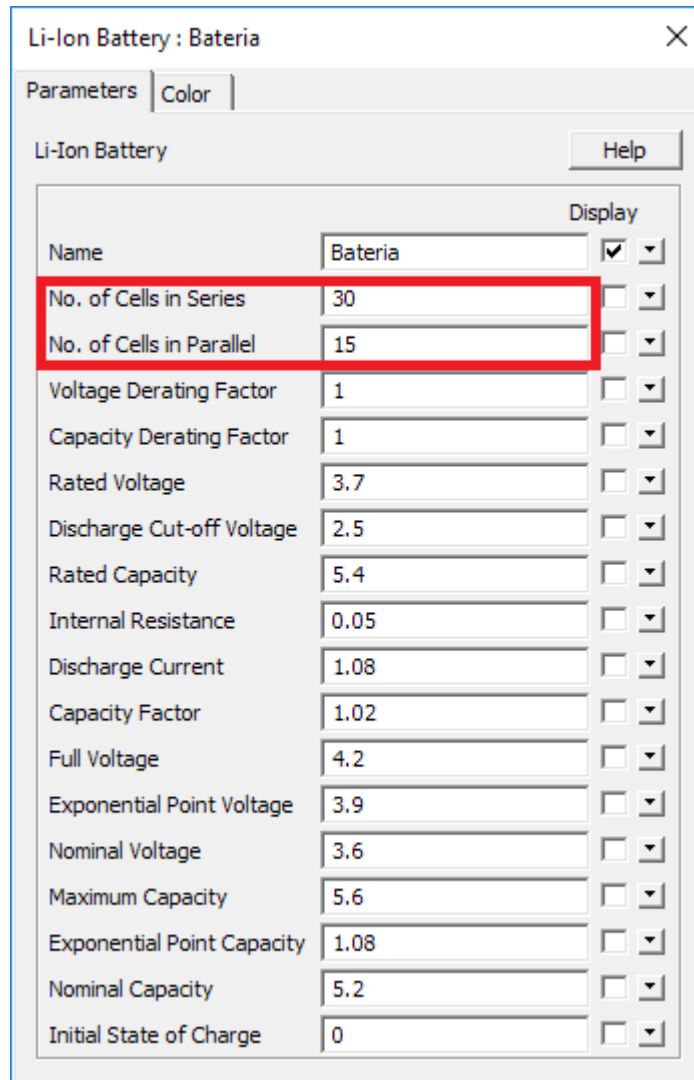 Li-Ion Battery : Bateria
Parameters Color
Li-Ion Battery Help
Display
Name Bateria
No. of Cells in Series 30
No. of Cells in Parallel 15
Voltage Derating Factor 1
Capacity Derating Factor 1
Rated Voltage 3.7
Discharge Cut-off Voltage 2.5
Rated Capacity 5.4
Internal Resistance 0.05
Discharge Current 1.08
Capacity Factor 1.02
Full Voltage 4.2
Exponential Point Voltage 3.9
Nominal Voltage 3.6
Maximum Capacity 5.6
Exponential Point Capacity 1.08
Nominal Capacity 5.2
Initial State of Charge 0